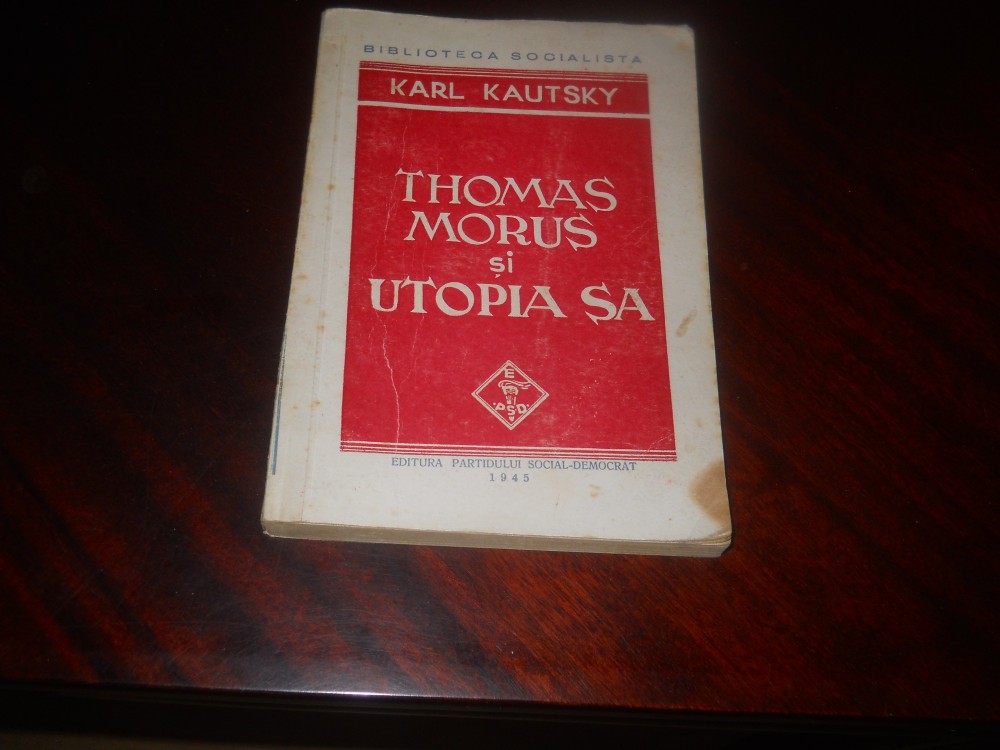 BIBLIOTECA SOCIALISTA
KARL KAUTSKY
THOMAS
MORUS
și
UTOPIA SA
E
P.S.D.
EDITURA PARTIDULUI SOCIAL-DEMOCRAT
1945